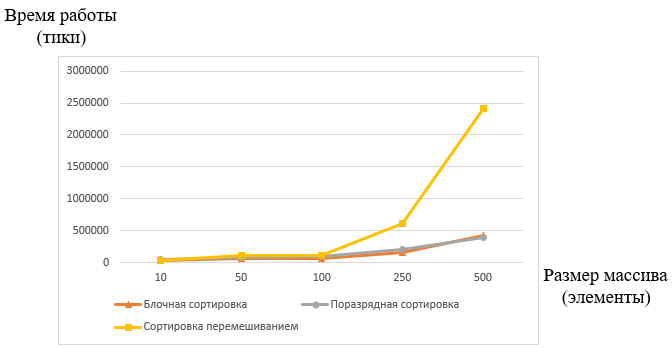 Время работы
(тики)
3000000
2500000
2000000
1500000
1000000
500000
0
10 50 100 250 500
Размер массива
(элементы)
Блочная сортировка Поразрядная сортировка
Сортировка перемешиванием